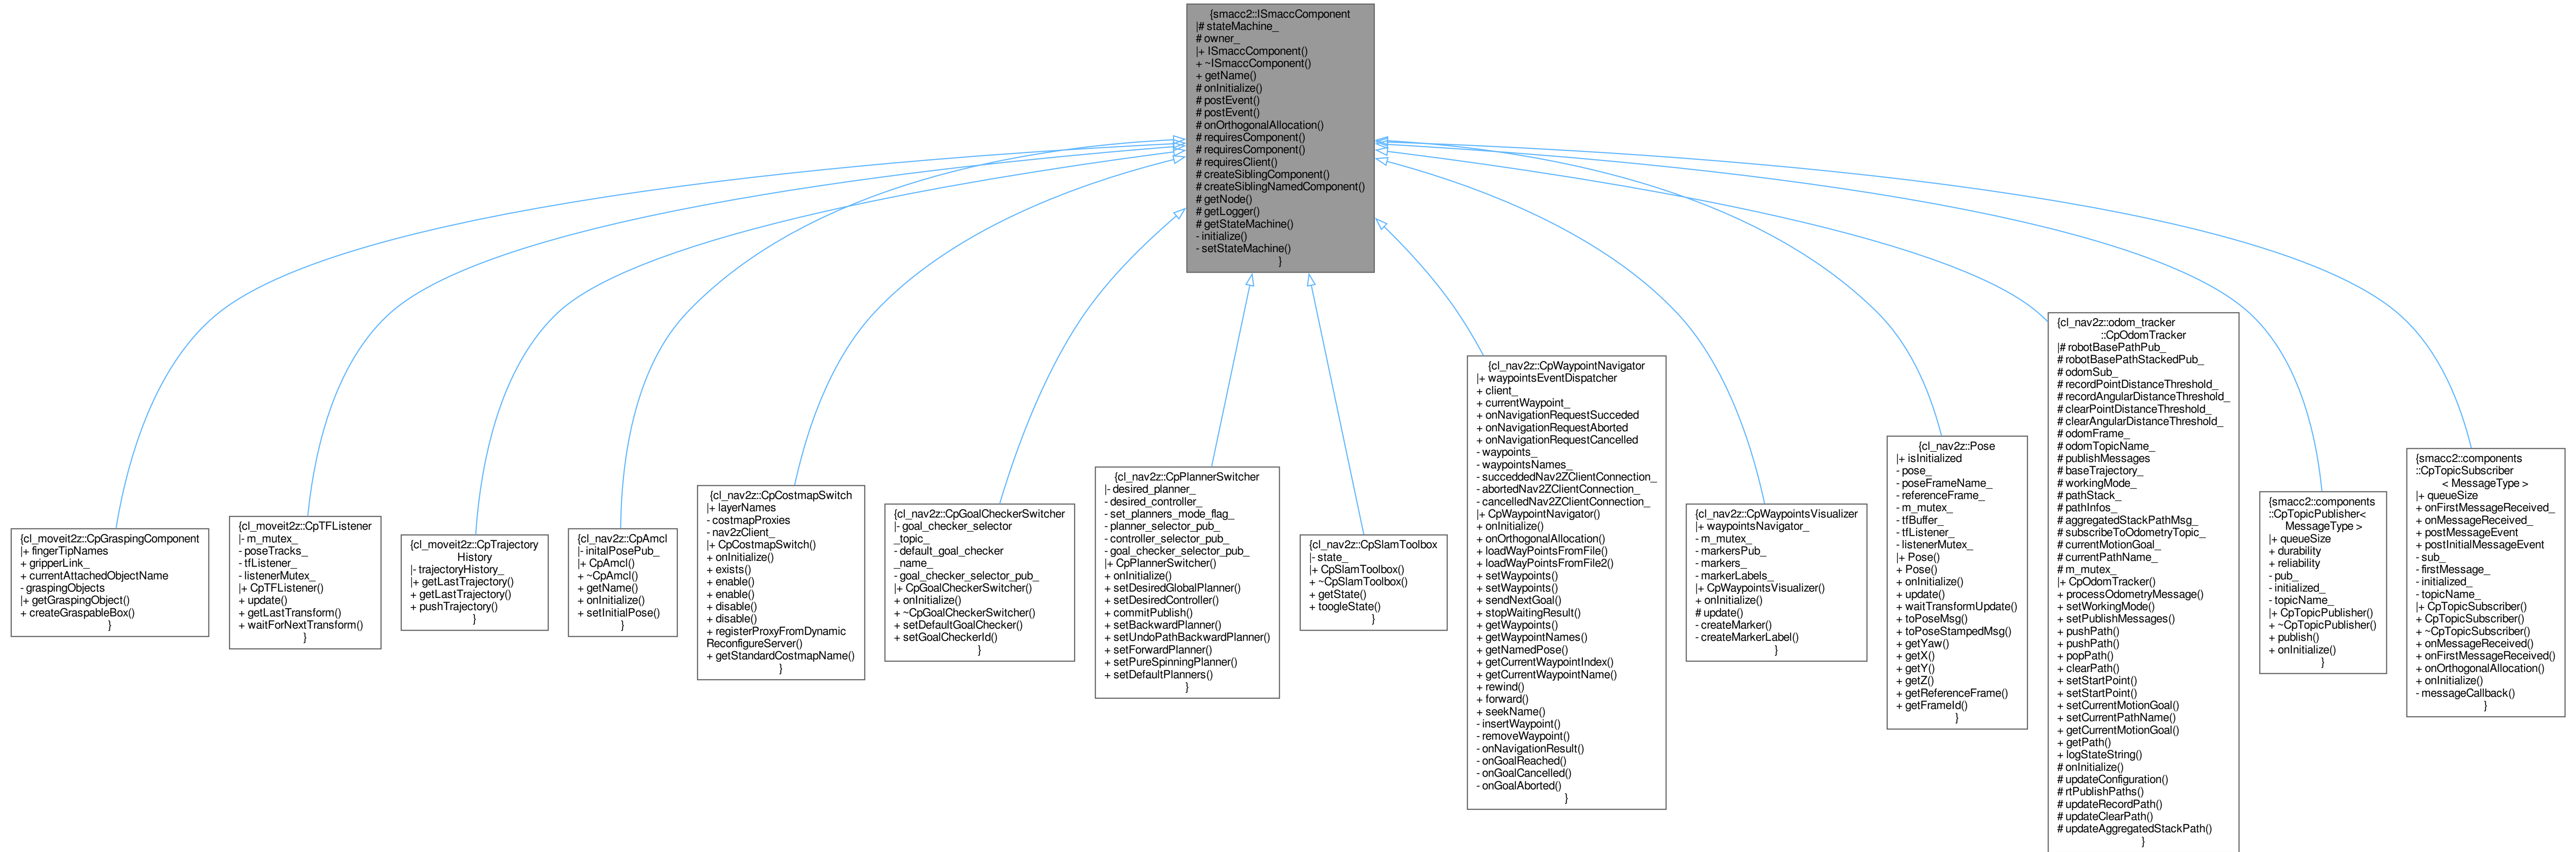 {smacc2::ISmaccComponent
|# stateMachine_
# owner_
|+ ISmaccComponent()
+ ~ISmaccComponent()
+ getName()
# onInitialize()
# postEvent()
# postEvent()
# onOrthogonalAllocation()
# requiresComponent()
# requiresComponent()
# requiresClient()
# createSiblingComponent()
# createSiblingNamedComponent()
# getNode()
# getLogger()
# getStateMachine()
- initialize()
- setStateMachine()
}
{cl_moveit2z::CpGraspingComponent
|+ fingerTipNames
+ gripperLink_
+ currentAttachedObjectName
- graspingObjects
|+ getGraspingObject()
+ createGraspableBox()
}
{cl_moveit2z::CpTFListener
|- m_mutex_
- poseTracks_
- tfListener_
- listenerMutex_
|+ CpTFListener()
+ update()
+ getLastTransform()
+ waitForNextTransform()
}
{cl_moveit2z::CpTrajectory
History
|- trajectoryHistory_
|+ getLastTrajectory()
+ getLastTrajectory()
+ pushTrajectory()
}
{cl_nav2z::CpAmcl
|- initalPosePub_
|+ CpAmcl()
+ ~CpAmcl()
+ getName()
+ onInitialize()
+ setInitialPose()
}
{cl_nav2z::CpCostmapSwitch
|+ layerNames
- costmapProxies
- nav2zClient_
|+ CpCostmapSwitch()
+ onInitialize()
+ exists()
+ enable()
+ enable()
+ disable()
+ disable()
+ registerProxyFromDynamic
ReconfigureServer()
+ getStandardCostmapName()
}
{cl_nav2z::CpGoalCheckerSwitcher
|- goal_checker_selector
_topic_
- default_goal_checker
_name_
- goal_checker_selector_pub_
|+ CpGoalCheckerSwitcher()
+ onInitialize()
+ ~CpGoalCheckerSwitcher()
+ setDefaultGoalChecker()
+ setGoalCheckerId()
}
{cl_nav2z::CpPlannerSwitcher
|- desired_planner_
- desired_controller_
- set_planners_mode_flag_
- planner_selector_pub_
- controller_selector_pub_
- goal_checker_selector_pub_
|+ CpPlannerSwitcher()
+ onInitialize()
+ setDesiredGlobalPlanner()
+ setDesiredController()
+ commitPublish()
+ setBackwardPlanner()
+ setUndoPathBackwardPlanner()
+ setForwardPlanner()
+ setPureSpinningPlanner()
+ setDefaultPlanners()
}
{cl_nav2z::CpSlamToolbox
|- state_
|+ CpSlamToolbox()
+ ~CpSlamToolbox()
+ getState()
+ toogleState()
}
{cl_nav2z::CpWaypointNavigator
|+ waypointsEventDispatcher
+ client_
+ currentWaypoint_
+ onNavigationRequestSucceded
+ onNavigationRequestAborted
+ onNavigationRequestCancelled
- waypoints_
- waypointsNames_
- succeddedNav2ZClientConnection_
- abortedNav2ZClientConnection_
- cancelledNav2ZClientConnection_
|+ CpWaypointNavigator()
+ onInitialize()
+ onOrthogonalAllocation()
+ loadWayPointsFromFile()
+ loadWayPointsFromFile2()
+ setWaypoints()
+ setWaypoints()
+ sendNextGoal()
+ stopWaitingResult()
+ getWaypoints()
+ getWaypointNames()
+ getNamedPose()
+ getCurrentWaypointIndex()
+ getCurrentWaypointName()
+ rewind()
+ forward()
+ seekName()
- insertWaypoint()
- removeWaypoint()
- onNavigationResult()
- onGoalReached()
- onGoalCancelled()
- onGoalAborted()
}
{cl_nav2z::CpWaypointsVisualizer
|+ waypointsNavigator_
- m_mutex_
- markersPub_
- markers_
- markerLabels_
|+ CpWaypointsVisualizer()
+ onInitialize()
# update()
- createMarker()
- createMarkerLabel()
}
{cl_nav2z::Pose
|+ isInitialized
- pose_
- poseFrameName_
- referenceFrame_
- m_mutex_
- tfBuffer_
- tfListener_
- listenerMutex_
|+ Pose()
+ Pose()
+ onInitialize()
+ update()
+ waitTransformUpdate()
+ toPoseMsg()
+ toPoseStampedMsg()
+ getYaw()
+ getX()
+ getY()
+ getZ()
+ getReferenceFrame()
+ getFrameId()
}
{cl_nav2z::odom_tracker
::CpOdomTracker
|# robotBasePathPub_
# robotBasePathStackedPub_
# odomSub_
# recordPointDistanceThreshold_
# recordAngularDistanceThreshold_
# clearPointDistanceThreshold_
# clearAngularDistanceThreshold_
# odomFrame_
# odomTopicName_
# publishMessages
# baseTrajectory_
# workingMode_
# pathStack_
# pathInfos_
# aggregatedStackPathMsg_
# subscribeToOdometryTopic_
# currentMotionGoal_
# currentPathName_
# m_mutex_
|+ CpOdomTracker()
+ processOdometryMessage()
+ setWorkingMode()
+ setPublishMessages()
+ pushPath()
+ pushPath()
+ popPath()
+ clearPath()
+ setStartPoint()
+ setStartPoint()
+ setCurrentMotionGoal()
+ setCurrentPathName()
+ getCurrentMotionGoal()
+ getPath()
+ logStateString()
# onInitialize()
# updateConfiguration()
# rtPublishPaths()
# updateRecordPath()
# updateClearPath()
# updateAggregatedStackPath()
}
{smacc2::components
::CpTopicPublisher<
MessageType >
|+ queueSize
+ durability
+ reliability
- pub_
- initialized_
- topicName_
|+ CpTopicPublisher()
+ ~CpTopicPublisher()
+ publish()
+ onInitialize()
}
{smacc2::components
::CpTopicSubscriber
< MessageType >
|+ queueSize
+ onFirstMessageReceived_
+ onMessageReceived_
+ postMessageEvent
+ postInitialMessageEvent
- sub_
- firstMessage_
- initialized_
- topicName_
|+ CpTopicSubscriber()
+ CpTopicSubscriber()
+ ~CpTopicSubscriber()
+ onMessageReceived()
+ onFirstMessageReceived()
+ onOrthogonalAllocation()
+ onInitialize()
- messageCallback()
}